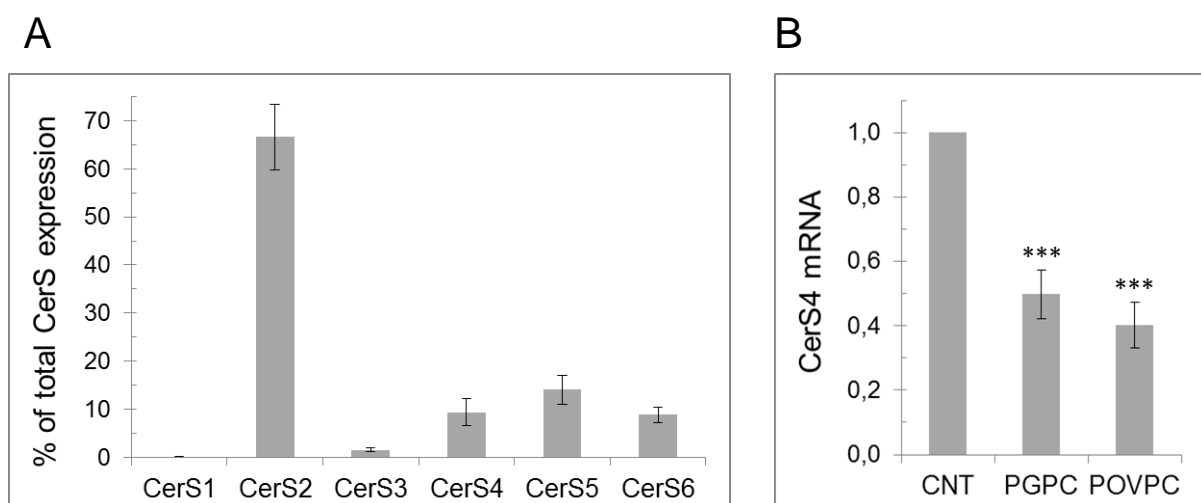 A
% of total CerS expression
70
60
50
40
30
20
10
0
CerS1 CerS2 CerS3 CerS4 CerS5 CerS6
B
CerS4 mRNA
1,0
0,8
0,6
0,4
0,2
0,0
***
***
CNT PGPC POVPC